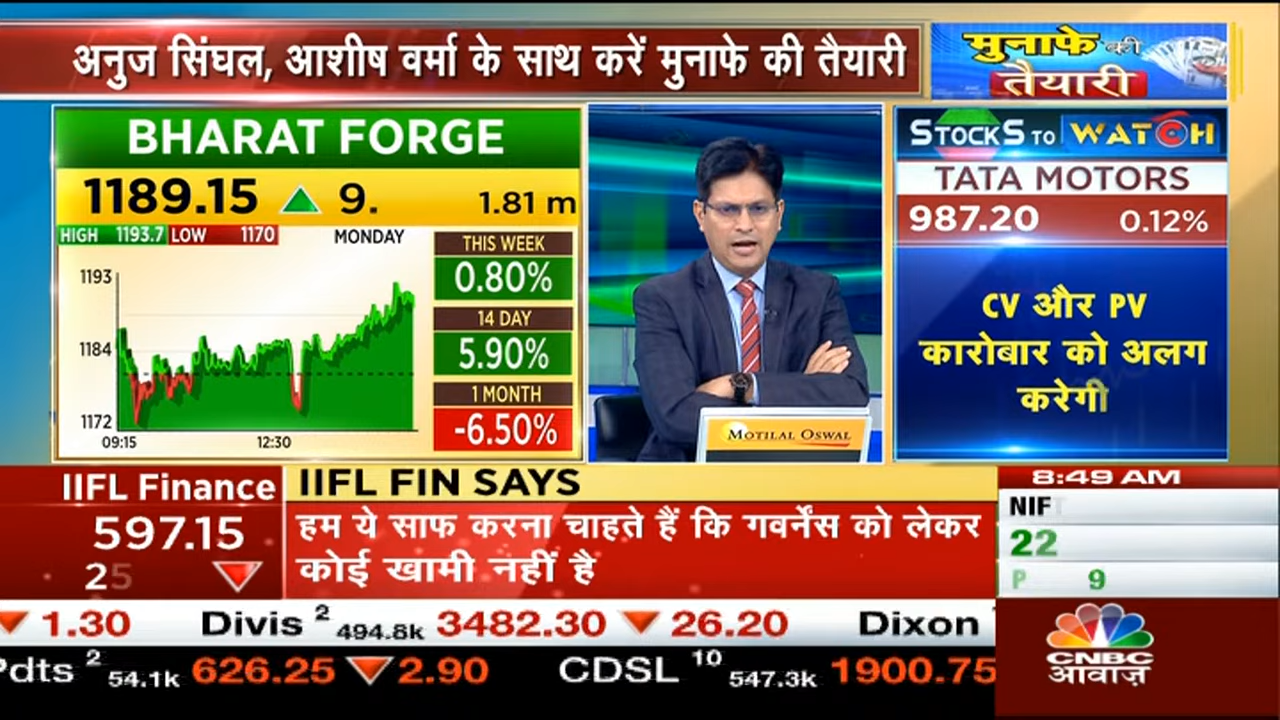 अनुज सिंघल, आशीष वर्मा के साथ करें मुनाफे की तैयारी
मुनाफे की
तैयारी
BHARAT FORGE
1189.15 ▲ 9. 1.81 m
HIGH 1193.7 LOW 1170 MONDAY
1193
1184
1172
09:15 12:30
THIS WEEK
0.80%
14 DAY
5.90%
1 MONTH
-6.50%
MOTILAL OSWAL
STOCKS TO WATCH
TATA MOTORS
987.20 0.12%
CV और PV
कारोबार को अलग
करेगी
IIFL Finance
597.15
25 ▼
IIFL FIN SAYS
हम ये साफ करना चाहते हैं कि गवर्नेंस को लेकर
कोई खामी नहीं है
8:49 AM
NIF
22
P 9
▼ 1.30 Divis 2 494.8k 3482.30 ▼ 26.20 Dixon
Pdts 2 54.1k 626.25 ▼ 2.90 CDSL 10 547.3k 1900.75
CNBC
आवाज़